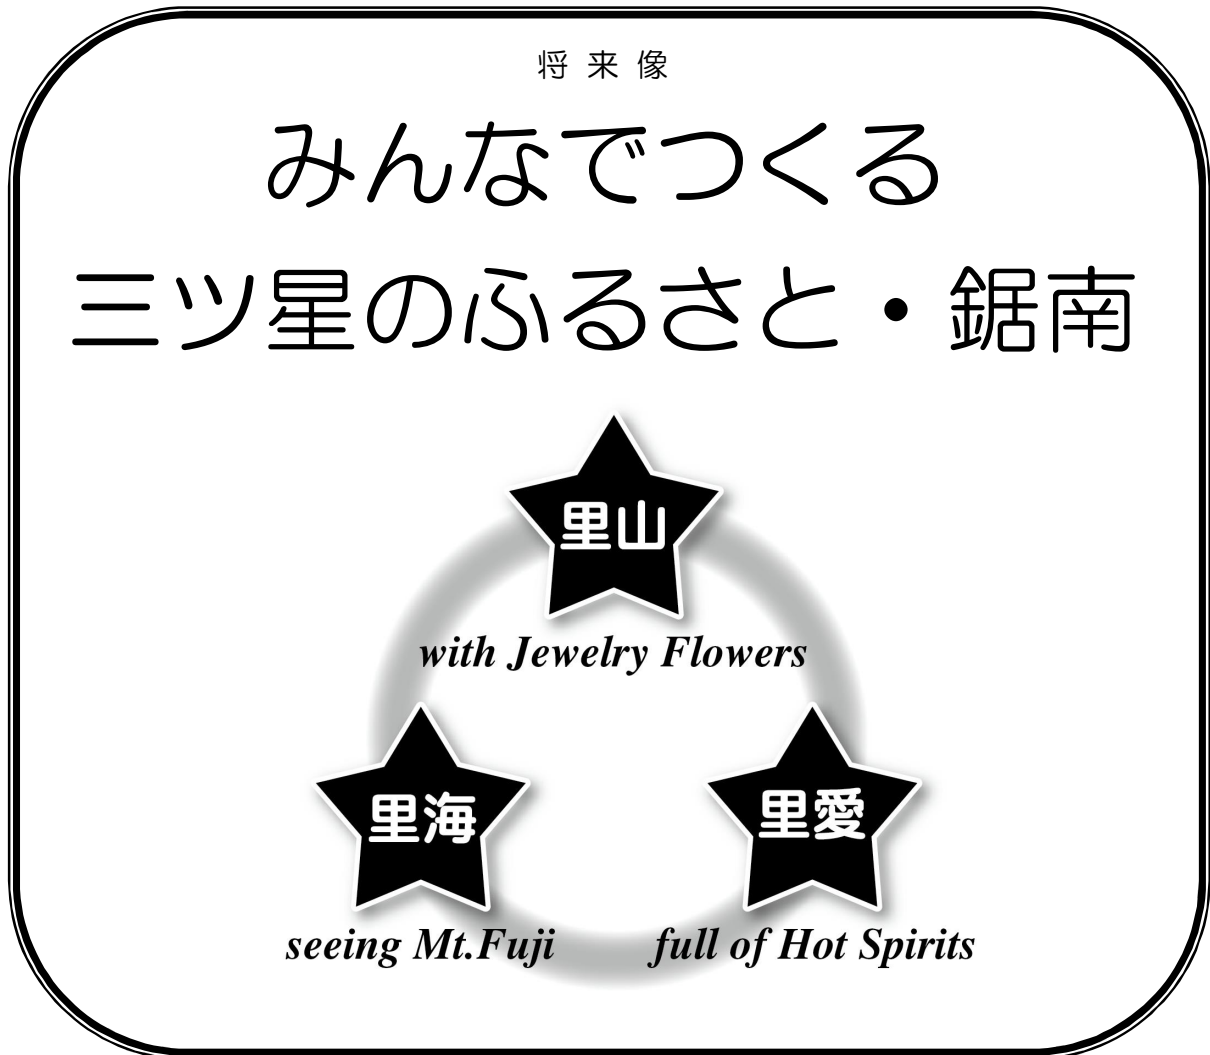 将来像
みんなでつくる
三ツ星のふるさと・鋸南
里山
with Jewelry Flowers
里海
里愛
seeing Mt.Fuji
full of Hot Spirits